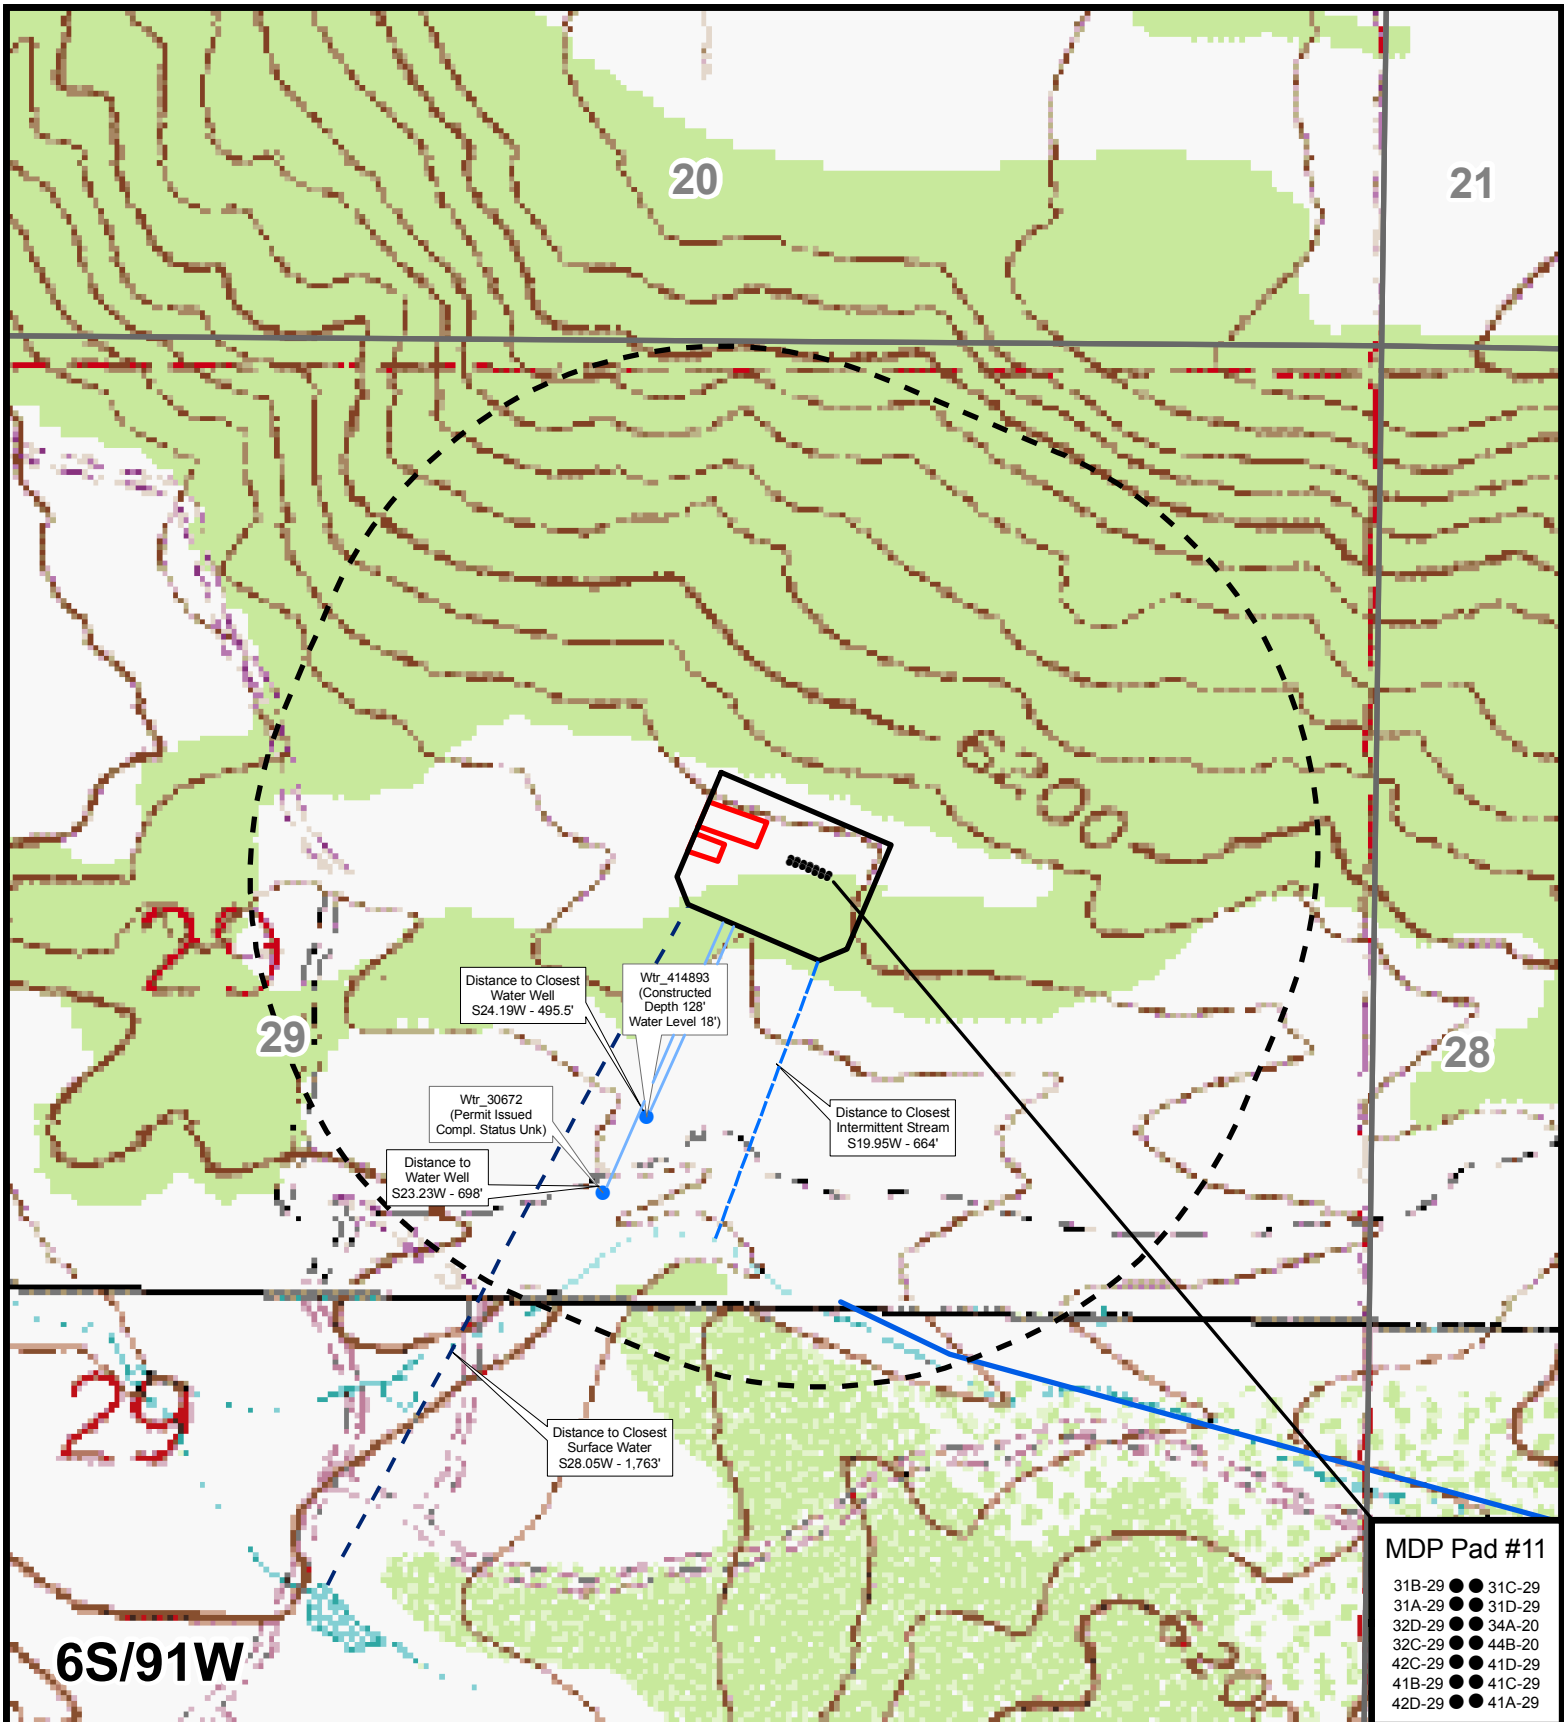 20
21
6200
29
29
28
Distance to Closest
Water Well
S24.19W - 495.5'
Wtr_414893
(Constructed
Depth 128'
Water Level 18')
Wtr_30672
(Permit Issued
Compl. Status Unk)
Distance to Closest
Intermittent Stream
S19.95W - 664'
Distance to
Water Well
S23.23W - 698'
29
Distance to Closest
Surface Water
S28.05W - 1,763'
6S/91W
MDP Pad #11
31B-29 31C-29
31A-29 31D-29
32D-29 34A-20
32C-29 44B-20
42C-29 41D-29
41B-29 41C-29
42D-29 41A-29